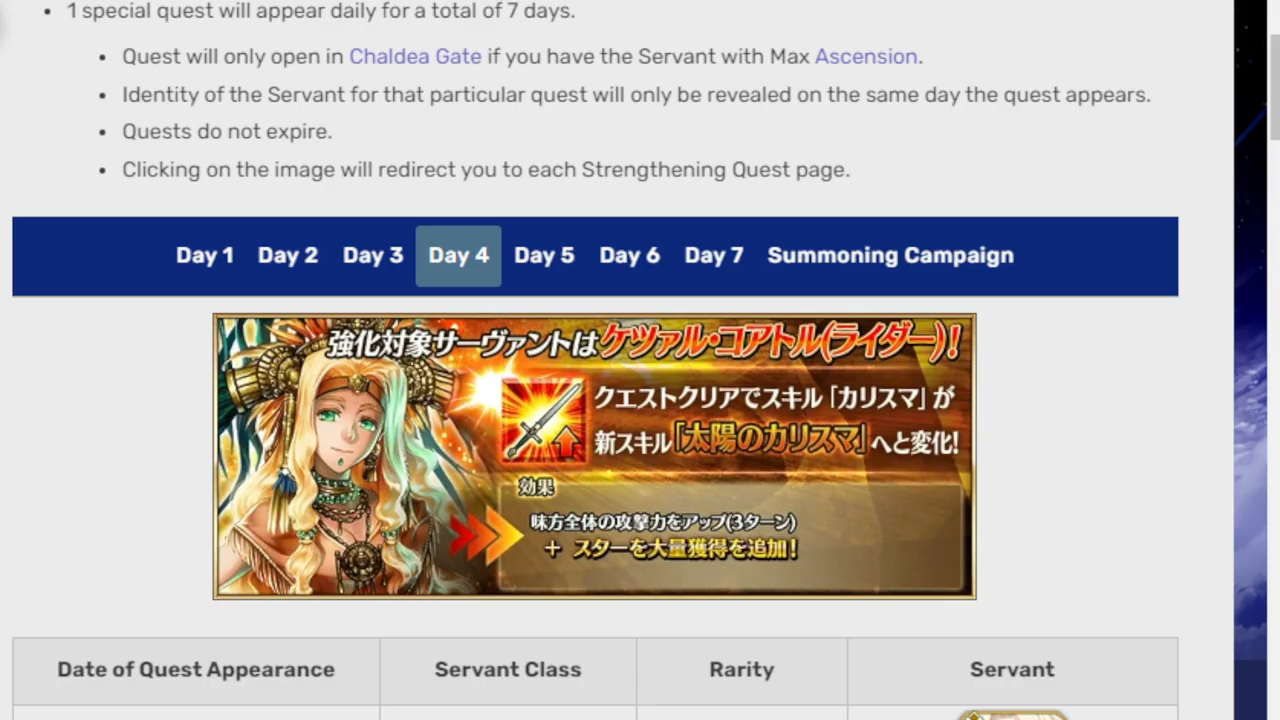 1 special quest will appear daily for a total of 7 days.
Quest will only open in Chaldea Gate if you have the Servant with Max Ascension.
Identity of the Servant for that particular quest will only be revealed on the same day the quest appears.
Quests do not expire.
Clicking on the image will redirect you to each Strengthening Quest page.
Day 1 Day 2 Day 3 Day 4 Day 5 Day 6 Day 7 Summoning Campaign
強化対象サーヴァントはケツァル・コアトル(ライダー)!
クエストクリアでスキル「カリスマ」が
新スキル「太陽のカリスマ」へと変化!
効果
味方全体の攻撃力をアップ(3ターン)
+ スターを大量獲得を追加!
Date of Quest Appearance Servant Class Rarity Servant